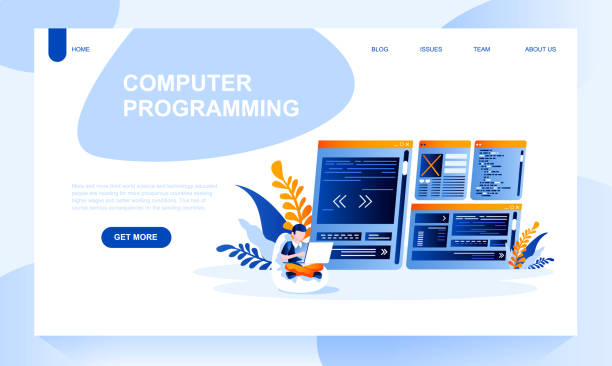 HOME
BLOG
ISSUES
TEAM
ABOUT US
COMPUTER
PROGRAMMING
More and more third world science and technology educated
people are heading for more prosperous countries seeking
higher wages and better working conditions. This has of
course serious consequences for the sending countries.
GET MORE